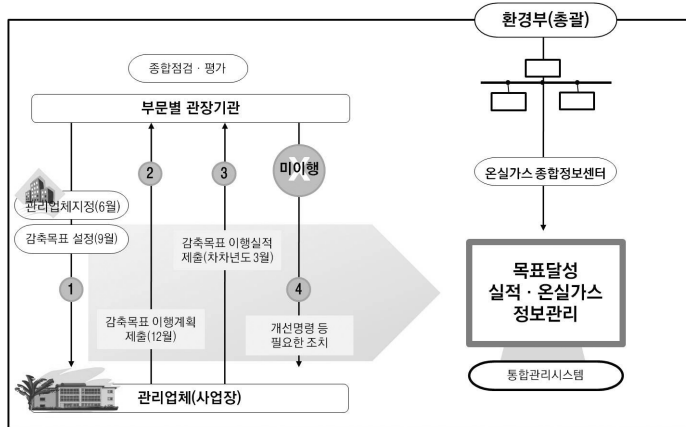 환경부(총괄)
종합점검 · 평가
부문별 관장기관
2
3
X
미이행
온실가스 종합정보센터
관리업체지정(6월)
감축목표 설정(9월)
감축목표 이행실적
제출(차차년도 3월)
1
4
목표달성
실적 · 온실가스
정보관리
감축목표 이행계획
제출(12월)
개선명령 등
필요한 조치
통합관리시스템
관리업체(사업장)